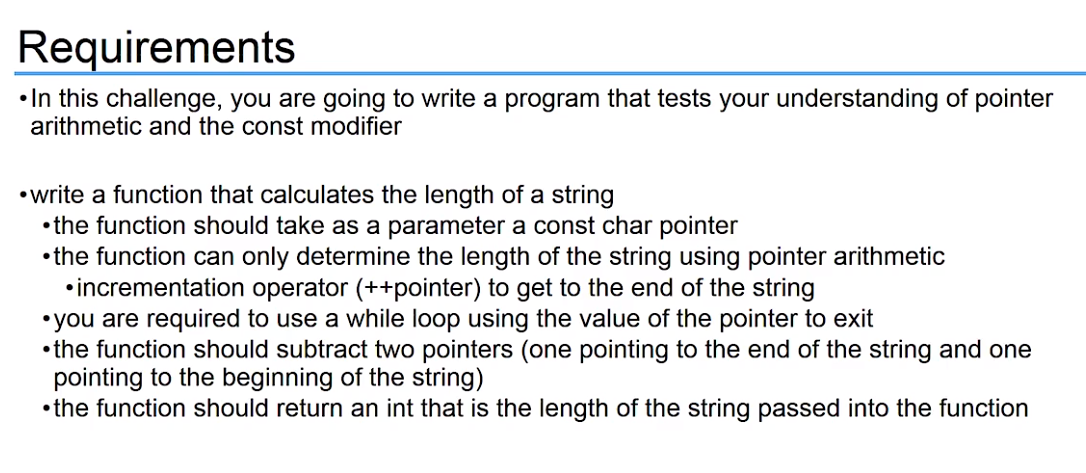 Requirements
•In this challenge, you are going to write a program that tests your understanding of pointer
arithmetic and the const modifier
•write a function that calculates the length of a string
•the function should take as a parameter a const char pointer
•the function can only determine the length of the string using pointer arithmetic
•incrementation operator (++pointer) to get to the end of the string
•you are required to use a while loop using the value of the pointer to exit
•the function should subtract two pointers (one pointing to the end of the string and one
pointing to the beginning of the string)
•the function should return an int that is the length of the string passed into the function